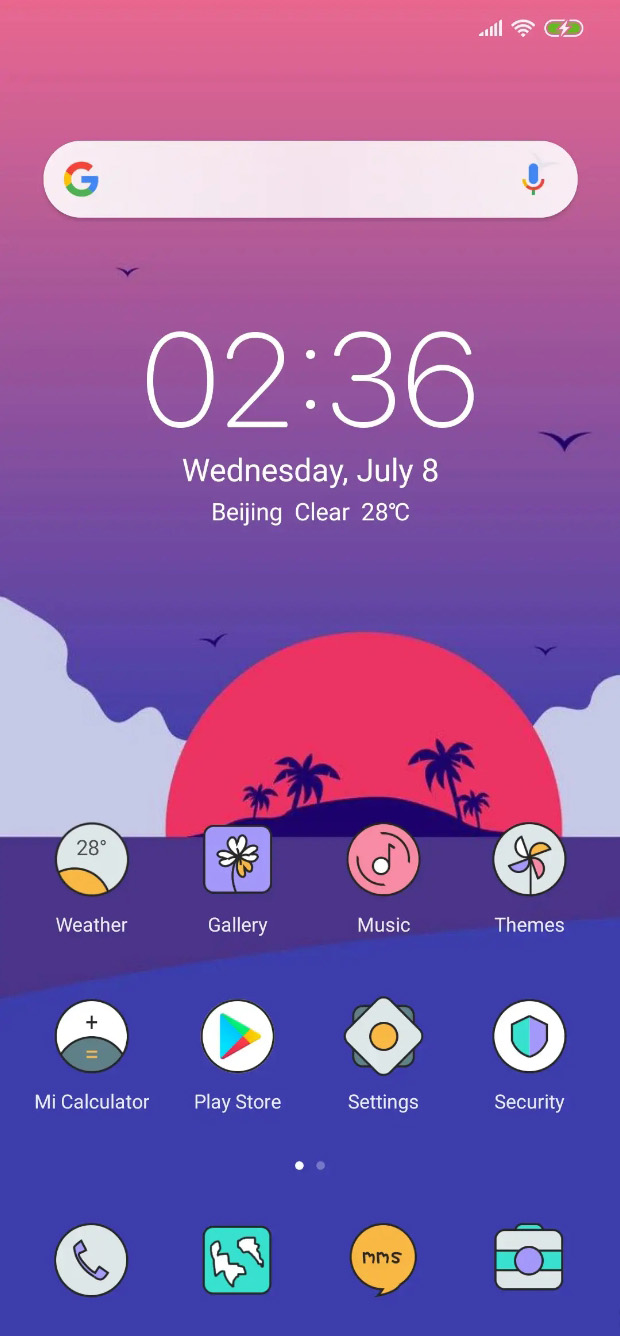 02:36
Wednesday, July 8
Beijing Clear 28℃
28°
Weather
Gallery
Music
Themes
+
=
Mi Calculator
Play Store
Settings
Security
mms